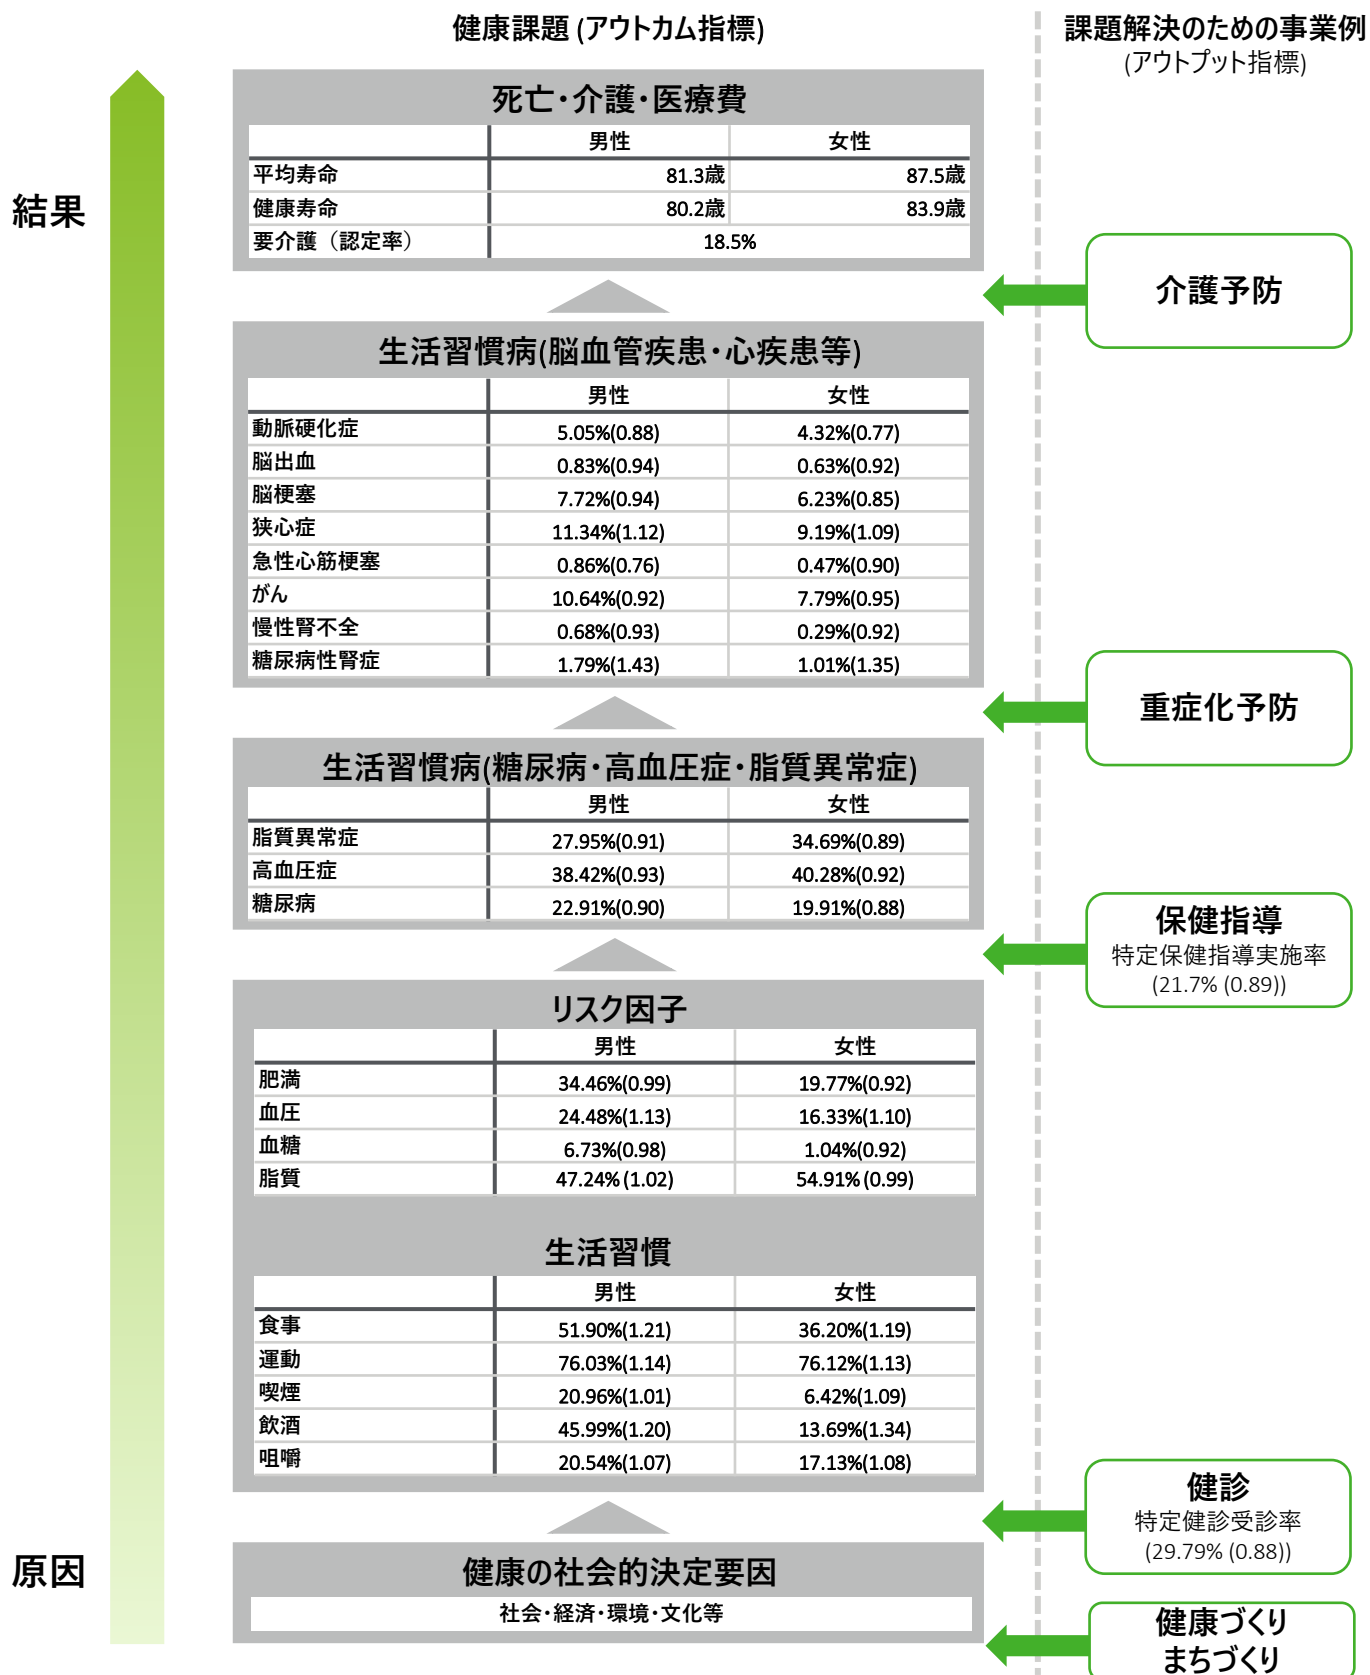 健康課題 (アウトカム指標)
課題解決のための事業例
(アウトプット指標)
結果
死亡・介護・医療費
男性 女性
平均寿命 81.3歳 87.5歳
健康寿命 80.2歳 83.9歳
要介護（認定率） 18.5%
介護予防
生活習慣病(脳血管疾患・心疾患等)
男性 女性
動脈硬化症 5.05%(0.88) 4.32%(0.77)
脳出血 0.83%(0.94) 0.63%(0.92)
脳梗塞 7.72%(0.94) 6.23%(0.85)
狭心症 11.34%(1.12) 9.19%(1.09)
急性心筋梗塞 0.86%(0.76) 0.47%(0.90)
がん 10.64%(0.92) 7.79%(0.95)
慢性腎不全 0.68%(0.93) 0.29%(0.92)
糖尿病性腎症 1.79%(1.43) 1.01%(1.35)
重症化予防
生活習慣病(糖尿病・高血圧症・脂質異常症)
男性 女性
脂質異常症 27.95%(0.91) 34.69%(0.89)
高血圧症 38.42%(0.93) 40.28%(0.92)
糖尿病 22.91%(0.90) 19.91%(0.88)
保健指導
特定保健指導実施率
(21.7% (0.89))
リスク因子
男性 女性
肥満 34.46%(0.99) 19.77%(0.92)
血圧 24.48%(1.13) 16.33%(1.10)
血糖 6.73%(0.98) 1.04%(0.92)
脂質 47.24% (1.02) 54.91% (0.99)
生活習慣
男性 女性
食事 51.90%(1.21) 36.20%(1.19)
運動 76.03%(1.14) 76.12%(1.13)
喫煙 20.96%(1.01) 6.42%(1.09)
飲酒 45.99%(1.20) 13.69%(1.34)
咀嚼 20.54%(1.07) 17.13%(1.08)
健診
特定健診受診率
(29.79% (0.88))
原因
健康の社会的決定要因
社会・経済・環境・文化等
健康づくり
まちづくり